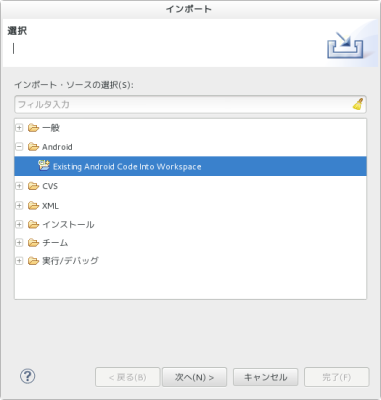 インポート
選択
インポート・ソースの選択(S):
フィルタ入力
一般
Android
Existing Android Code Into Workspace
CVS
XML
インストール
チーム
実行/デバッグ
< 戻る(B) 次へ(N) > キャンセル 完了(F)